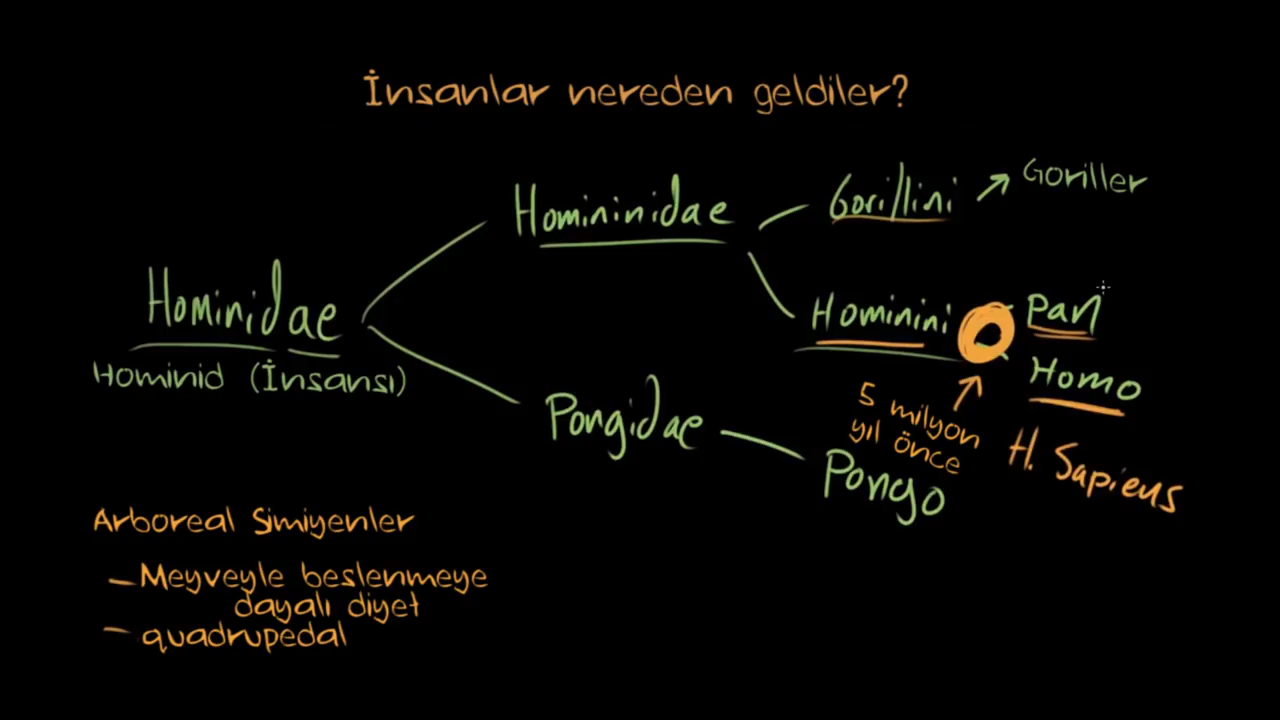 İnsanlar nereden geldiler?
Homininidae
Gorillini
Goriller
Hominidae
Hominid (İnsansı)
Hominini
Pan
Homo
5 milyon
yıl önce
H. Sapiens
Pongidae
Pongo
Arboreal Simiyenler
- Meyveyle beslenmeye
dayalı diyet
- quadrupedal